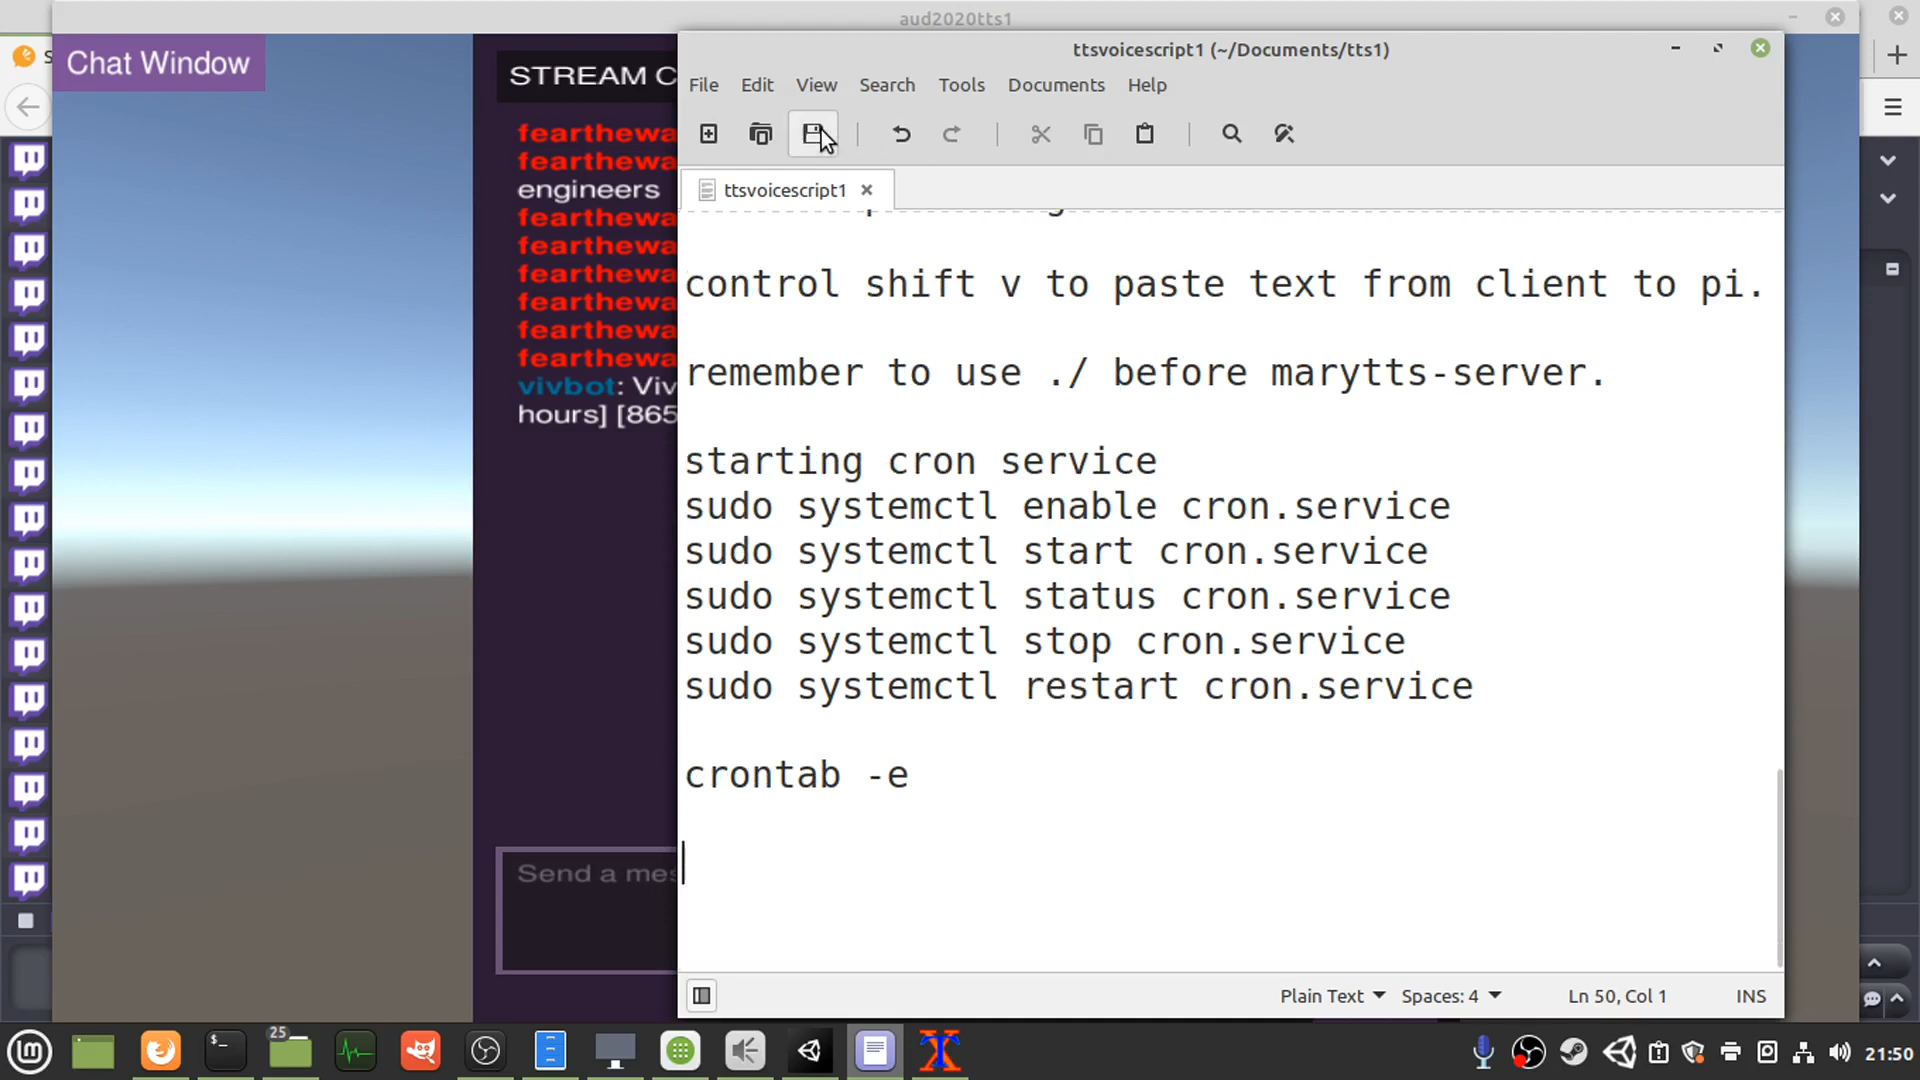 aud2020tts1
Chat Window
STREAM C
ttsvoicescript1 (~/Documents/tts1)
File Edit View Search Tools Documents Help
ttsvoicescript1
fearthewa
fearthewa
engineers
fearthewa
fearthewa
fearthewa
fearthewa
fearthewa
fearthewa
vivbot: Viv
hours] [865
Send a mes
control shift v to paste text from client to pi.
remember to use ./ before marytts-server.
starting cron service
sudo systemctl enable cron.service
sudo systemctl start cron.service
sudo systemctl status cron.service
sudo systemctl stop cron.service
sudo systemctl restart cron.service
crontab -e
Plain Text Spaces: 4 Ln 50, Col 1 INS
25
21:50